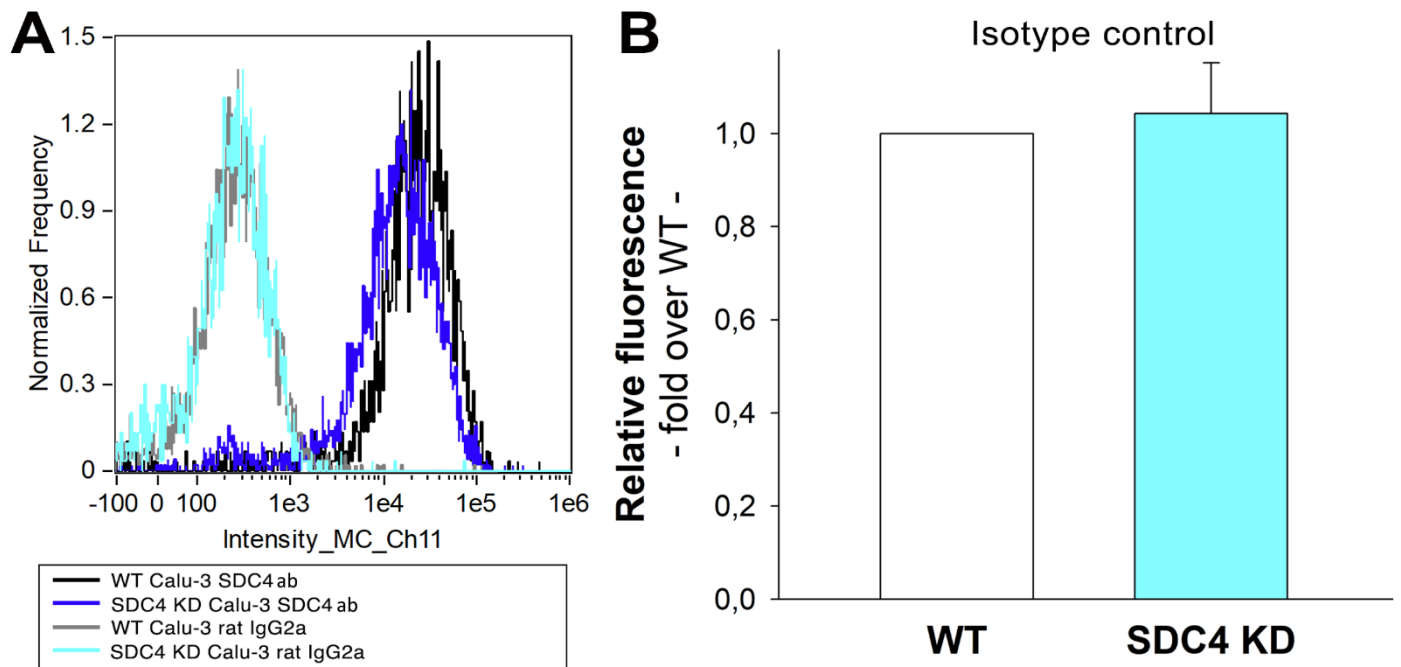 A
1.5
1.2
0.9
0.6
0.3
0
Normalized Frequency
-100 0 100 1e3 1e4 1e5 1e6
Intensity_MC_Ch11
WT Calu-3 SDC4 ab
SDC4 KD Calu-3 SDC4 ab
WT Calu-3 rat IgG2a
SDC4 KD Calu-3 rat IgG2a
B
Isotype control
Relative fluorescence
- fold over WT -
1,0
0,8
0,6
0,4
0,2
0,0
WT SDC4 KD